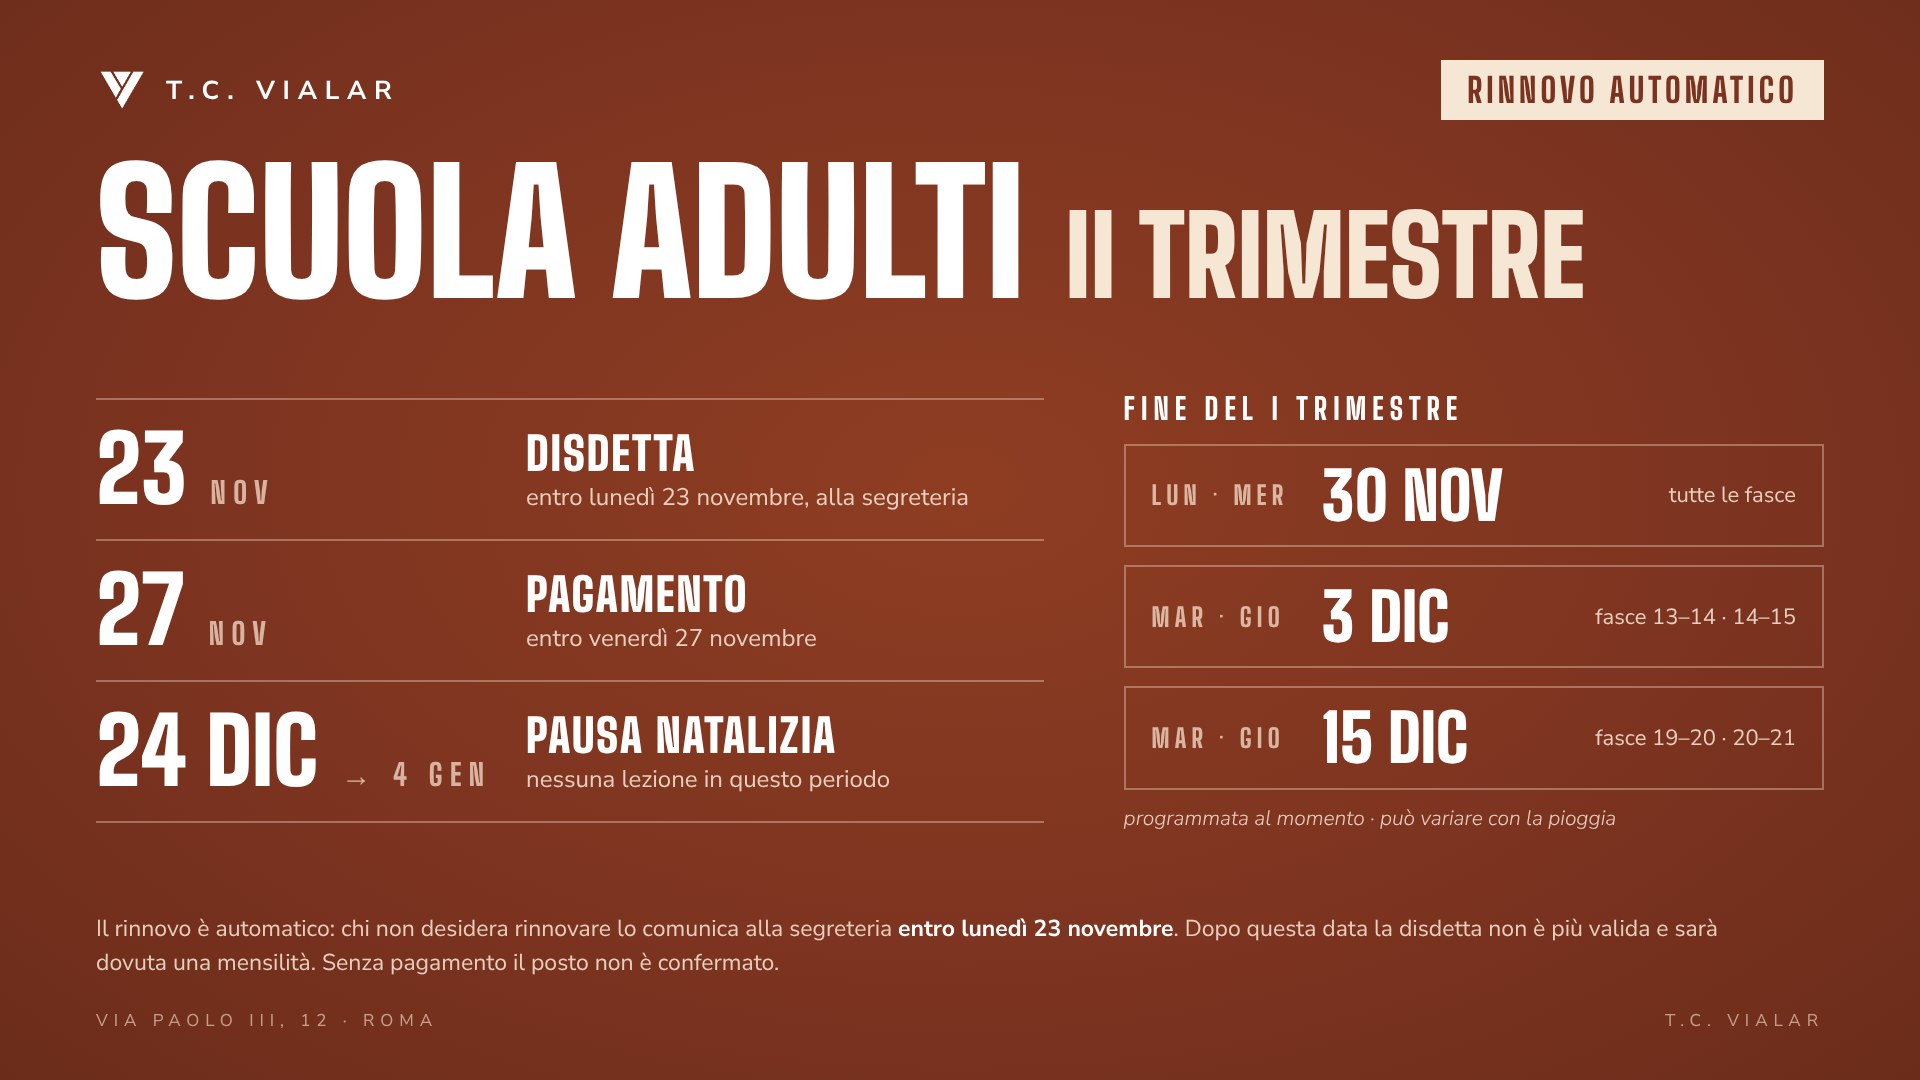 T.C. VIALAR
RINNOVO AUTOMATICO
SCUOLA ADULTI II TRIMESTRE
23 NOV
DISDETTA
entro lunedì 23 novembre, alla segreteria
27 NOV
PAGAMENTO
entro venerdì 27 novembre
24 DIC → 4 GEN
PAUSA NATALIZIA
nessuna lezione in questo periodo
FINE DEL I TRIMESTRE
LUN · MER 30 NOV tutte le fasce
MAR · GIO 3 DIC fasce 13–14 · 14–15
MAR · GIO 15 DIC fasce 19–20 · 20–21
programmata al momento · può variare con la pioggia
Il rinnovo è automatico: chi non desidera rinnovare lo comunica alla segreteria entro lunedì 23 novembre. Dopo questa data la disdetta non è più valida e sarà
dovuta una mensilità. Senza pagamento il posto non è confermato.
VIA PAOLO III, 12 · ROMA
T.C. VIALAR